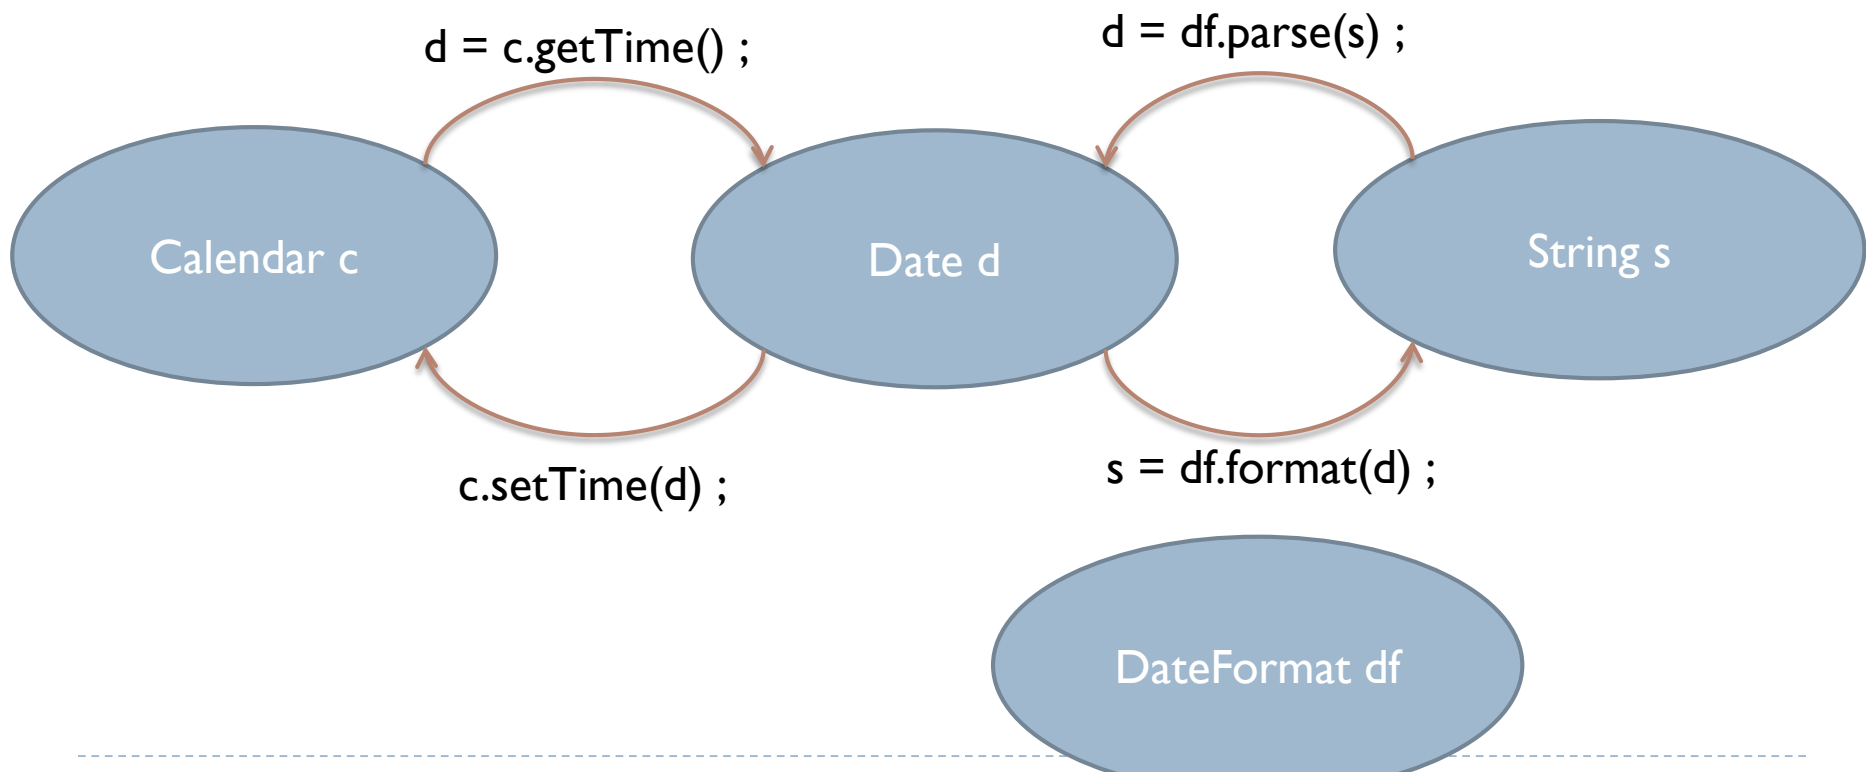 d = c.getTime() ;
d = df.parse(s) ;
Calendar c
Date d
String s
c.setTime(d) ;
s = df.format(d) ;
DateFormat df